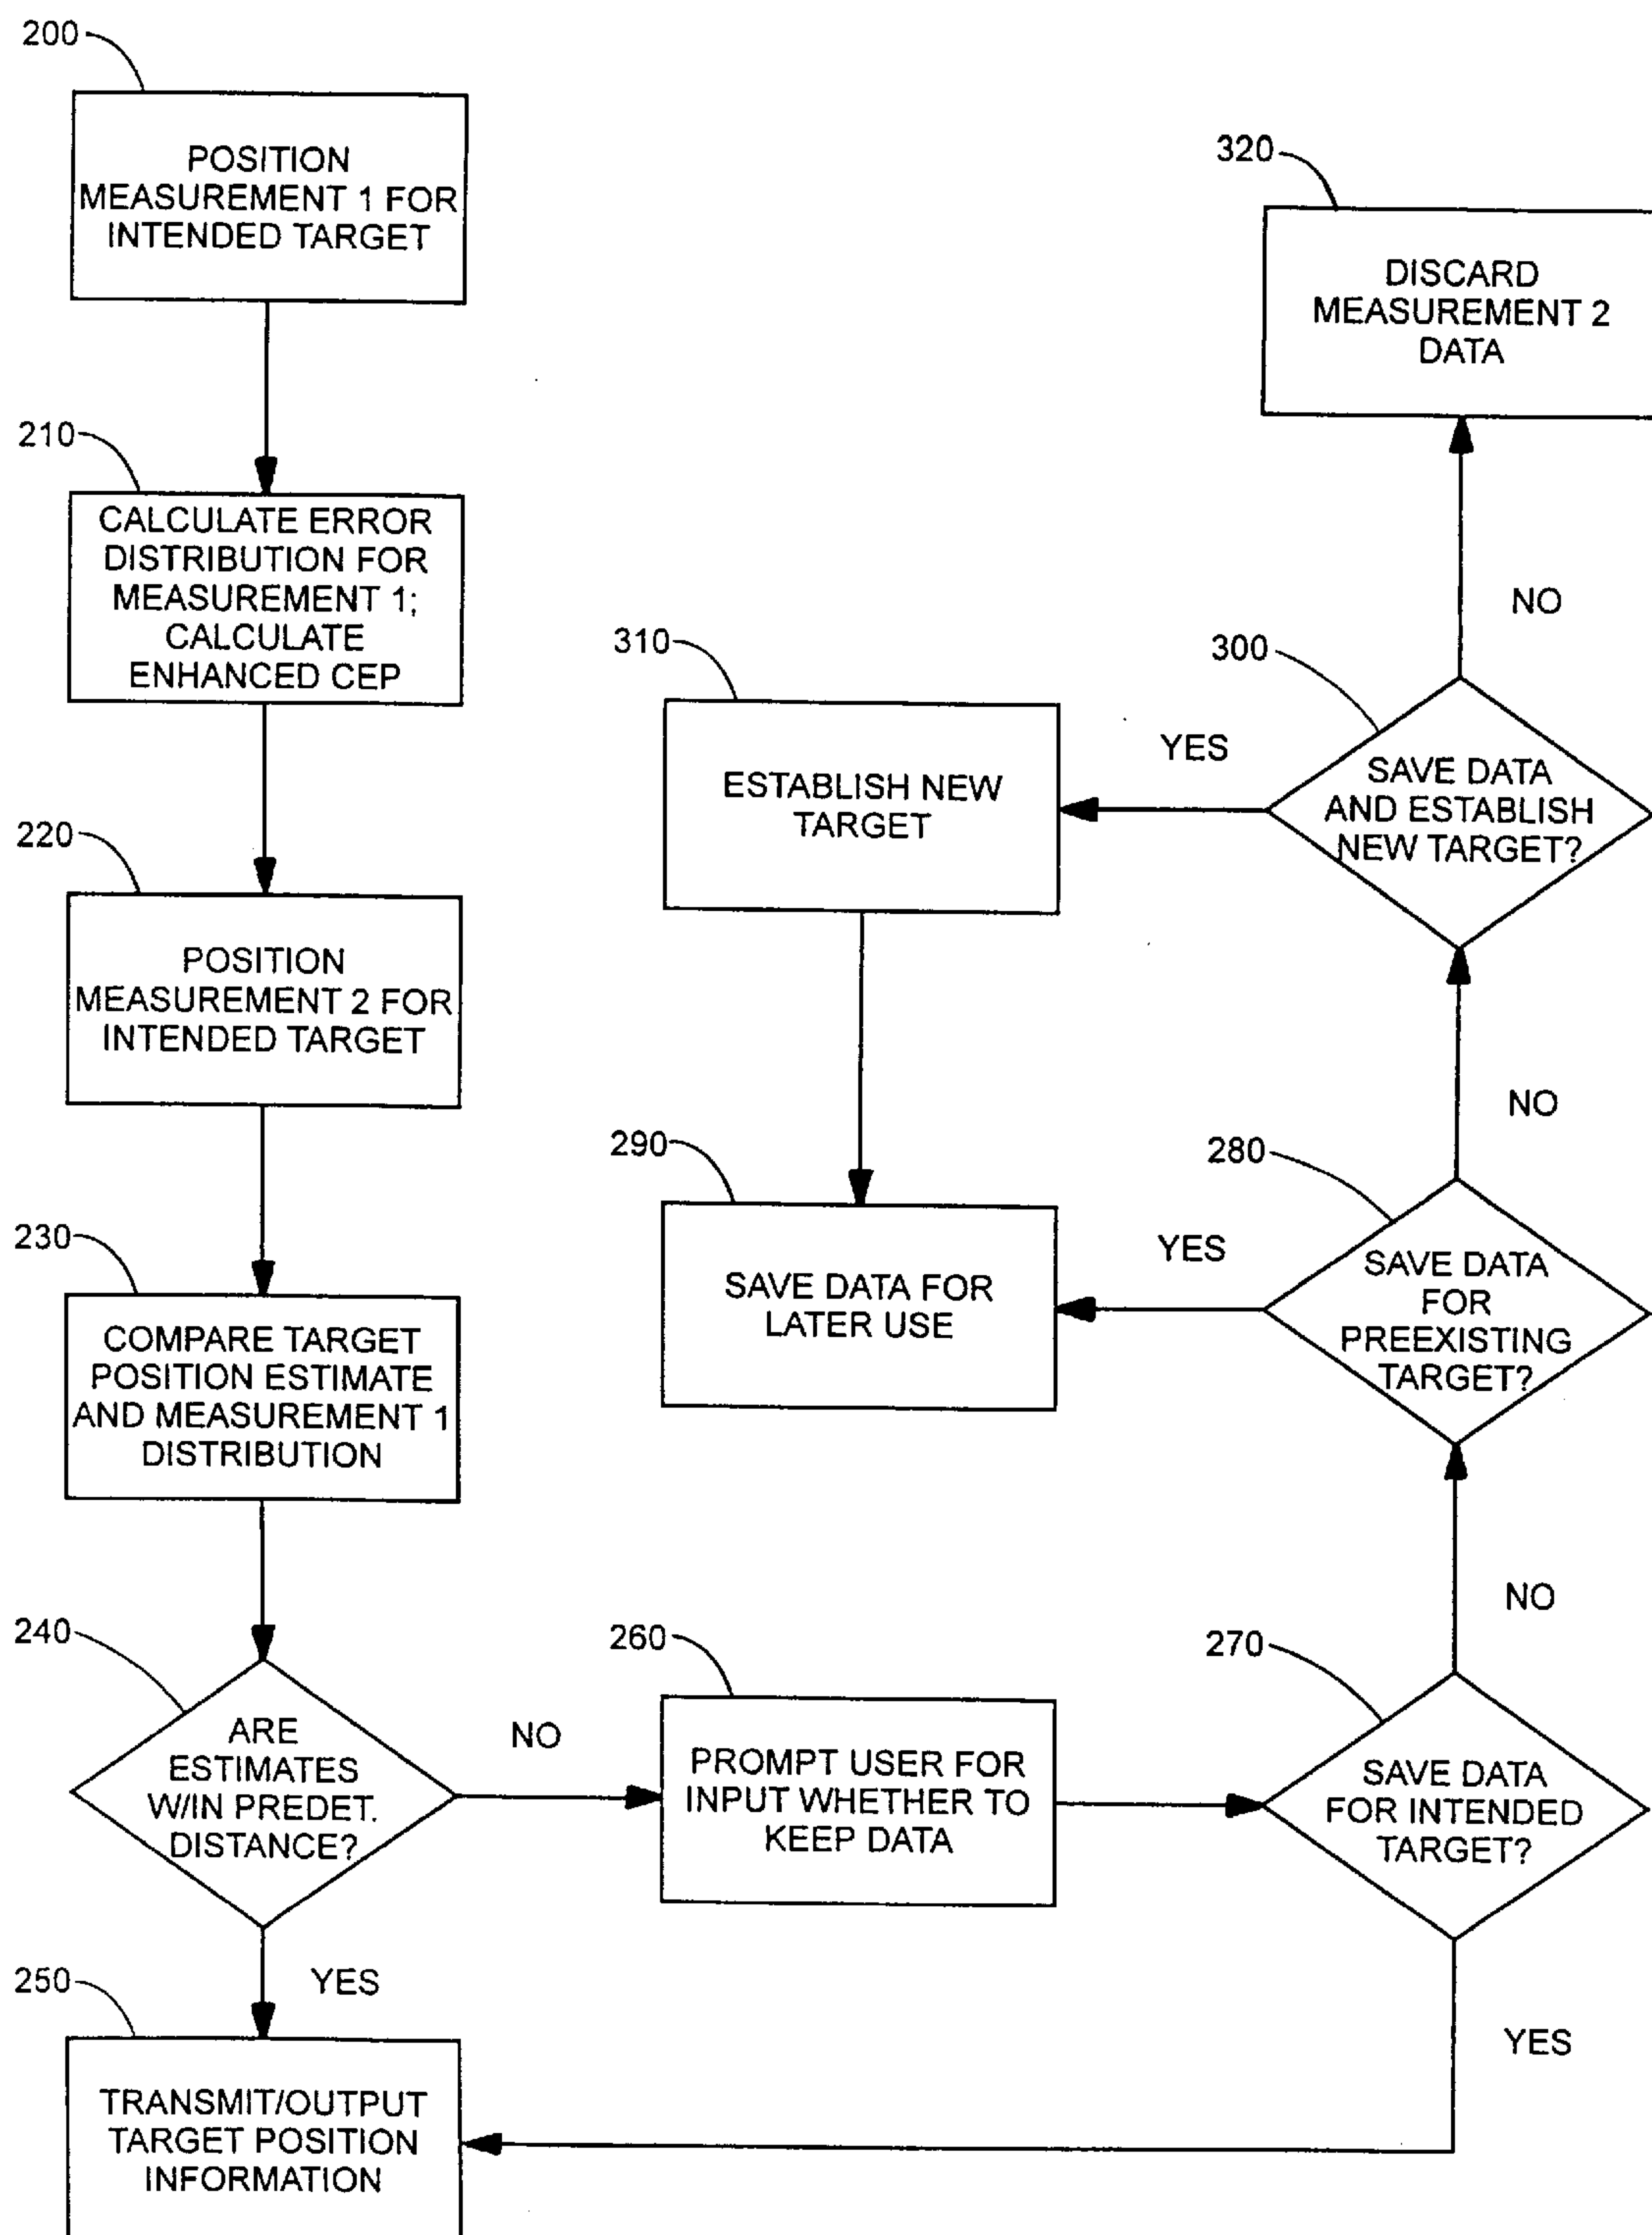 200
POSITION
MEASUREMENT 1 FOR
INTENDED TARGET
210
CALCULATE ERROR
DISTRIBUTION FOR
MEASUREMENT 1;
CALCULATE
ENHANCED CEP
220
POSITION
MEASUREMENT 2 FOR
INTENDED TARGET
230
COMPARE TARGET
POSITION ESTIMATE
AND MEASUREMENT 1
DISTRIBUTION
240
ARE
ESTIMATES
W/IN PREDET.
DISTANCE?
NO
YES
250
TRANSMIT/OUTPUT
TARGET POSITION
INFORMATION
260
PROMPT USER FOR
INPUT WHETHER TO
KEEP DATA
270
SAVE DATA
FOR INTENDED
TARGET?
YES
NO
280
SAVE DATA
FOR
PREEXISTING
TARGET?
YES
NO
290
SAVE DATA FOR
LATER USE
300
SAVE DATA
AND ESTABLISH
NEW TARGET?
YES
NO
310
ESTABLISH NEW
TARGET
320
DISCARD
MEASUREMENT 2
DATA